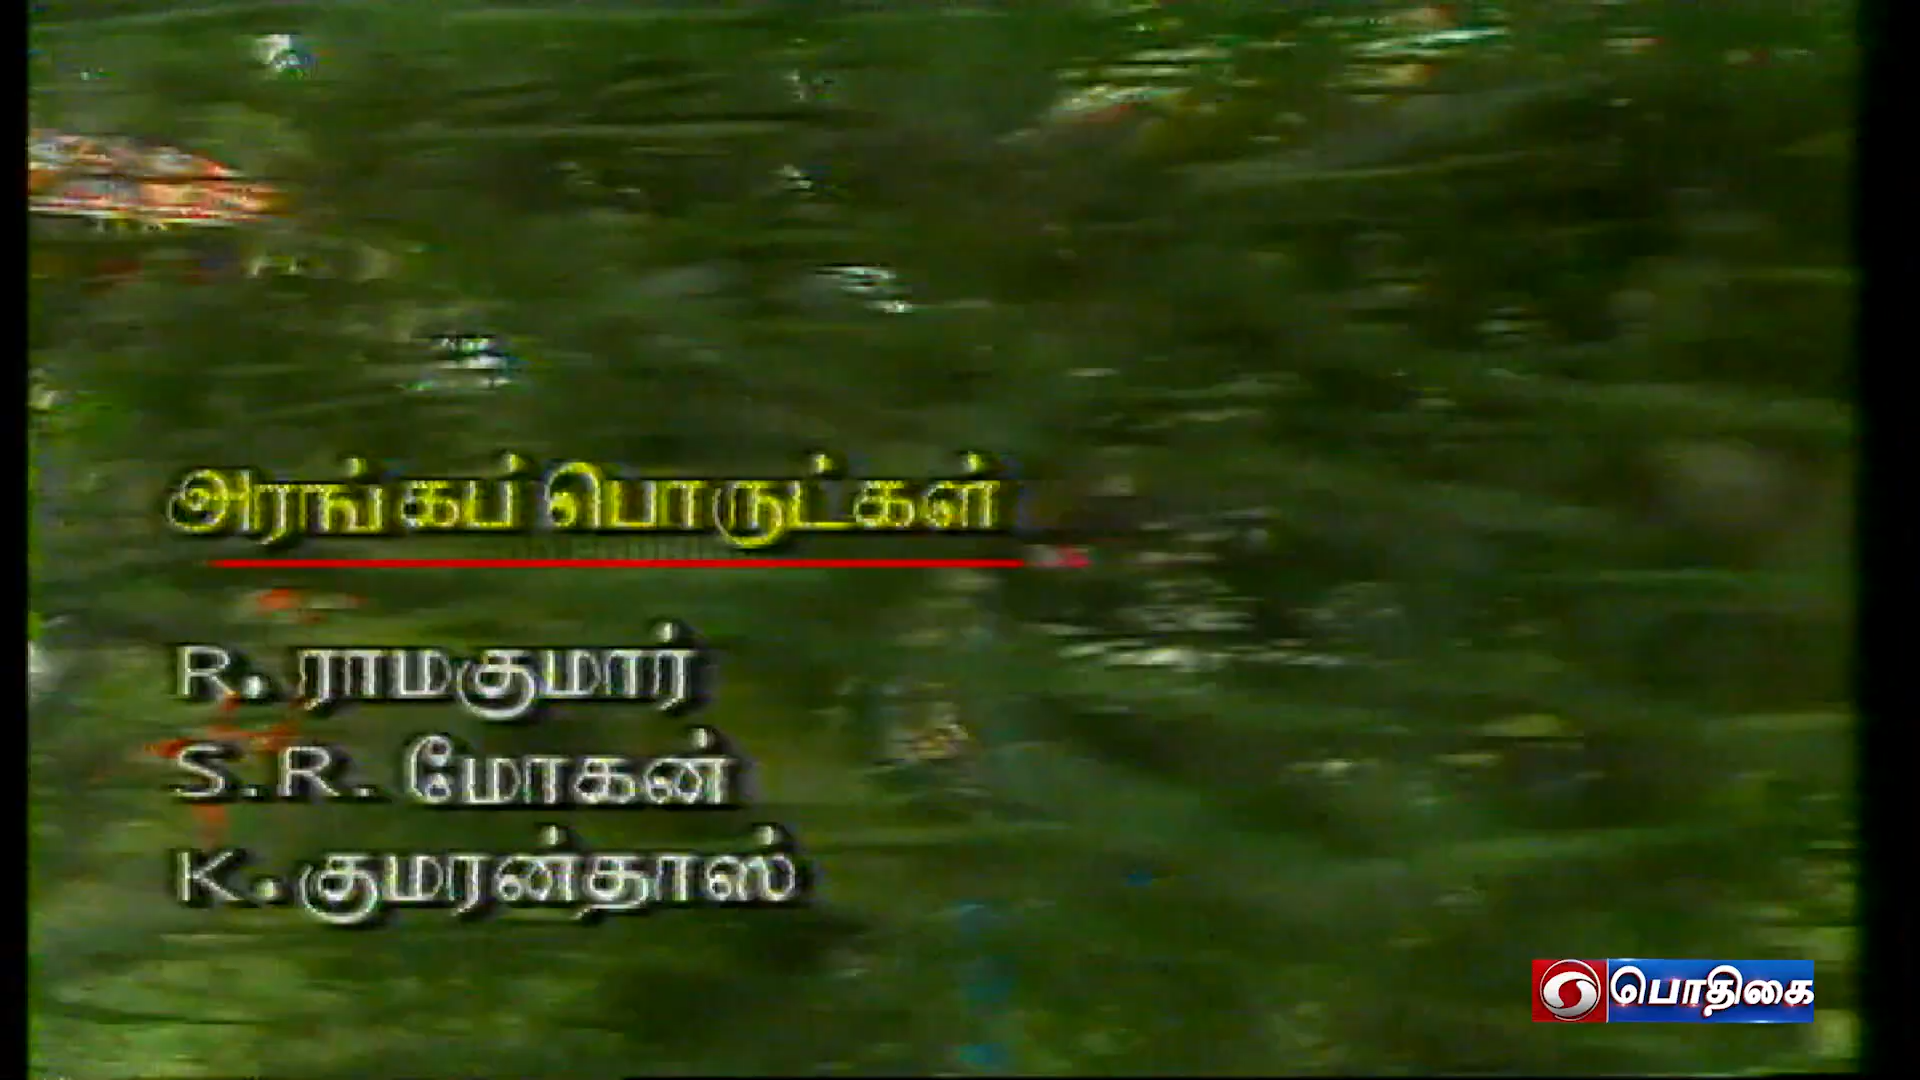 அரங்கப் பொருட்கள்
R. ராமகுமார்
S.R. மோகன்
K. குமரன்தாஸ்
பொதிகை